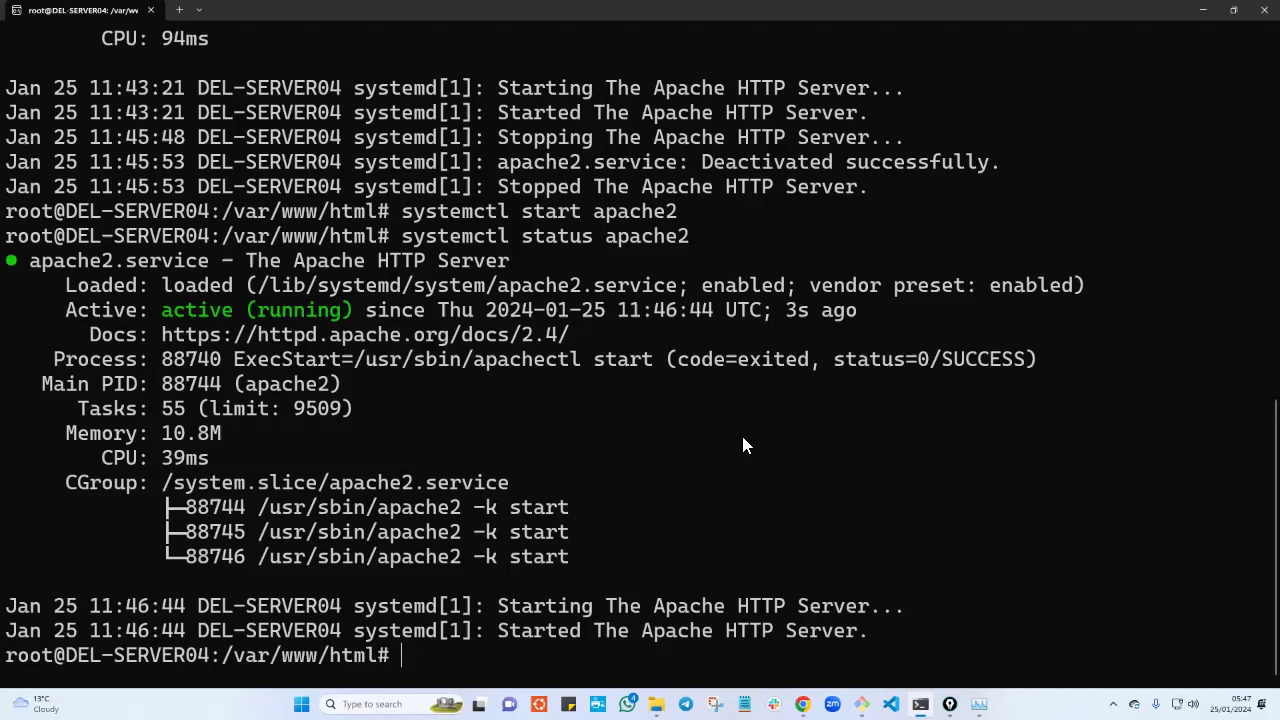 root@DEL-SERVER04: /var/w
CPU: 94ms
Jan 25 11:43:21 DEL-SERVER04 systemd[1]: Starting The Apache HTTP Server...
Jan 25 11:43:21 DEL-SERVER04 systemd[1]: Started The Apache HTTP Server.
Jan 25 11:45:48 DEL-SERVER04 systemd[1]: Stopping The Apache HTTP Server...
Jan 25 11:45:53 DEL-SERVER04 systemd[1]: apache2.service: Deactivated successfully.
Jan 25 11:45:53 DEL-SERVER04 systemd[1]: Stopped The Apache HTTP Server.
root@DEL-SERVER04:/var/www/html# systemctl start apache2
root@DEL-SERVER04:/var/www/html# systemctl status apache2
● apache2.service - The Apache HTTP Server
Loaded: loaded (/lib/systemd/system/apache2.service; enabled; vendor preset: enabled)
Active: active (running) since Thu 2024-01-25 11:46:44 UTC; 3s ago
Docs: https://httpd.apache.org/docs/2.4/
Process: 88740 ExecStart=/usr/sbin/apachectl start (code=exited, status=0/SUCCESS)
Main PID: 88744 (apache2)
Tasks: 55 (limit: 9509)
Memory: 10.8M
CPU: 39ms
CGroup: /system.slice/apache2.service
├─88744 /usr/sbin/apache2 -k start
├─88745 /usr/sbin/apache2 -k start
└─88746 /usr/sbin/apache2 -k start
Jan 25 11:46:44 DEL-SERVER04 systemd[1]: Starting The Apache HTTP Server...
Jan 25 11:46:44 DEL-SERVER04 systemd[1]: Started The Apache HTTP Server.
root@DEL-SERVER04:/var/www/html#
13°C
Cloudy
Type to search
4
zm
05:47
25/01/2024